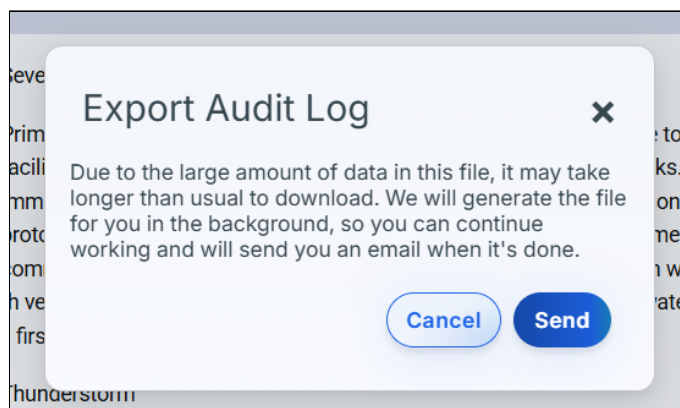 Export Audit Log
Due to the large amount of data in this file, it may take
longer than usual to download. We will generate the file
for you in the background, so you can continue
working and will send you an email when it's done.
Cancel Send
firs
Thunderstorm